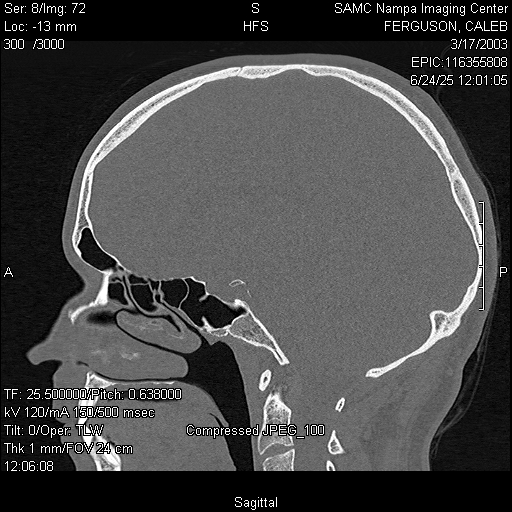 Ser: 8/Img: 72
Loc: -13 mm
300 /3000
S
HFS
SAMC Nampa Imaging Center
FERGUSON, CALEB
3/17/2003
EPIC:116355808
6/24/25 12:01:05
A
P
TF: 25.500000/Pitch: 0.638000
kV 120/mA 150/500 msec
Tilt: 0/Oper: TLW
Compressed JPEG_100
Thk 1 mm/FOV 24 cm
12:06:08
Sagittal